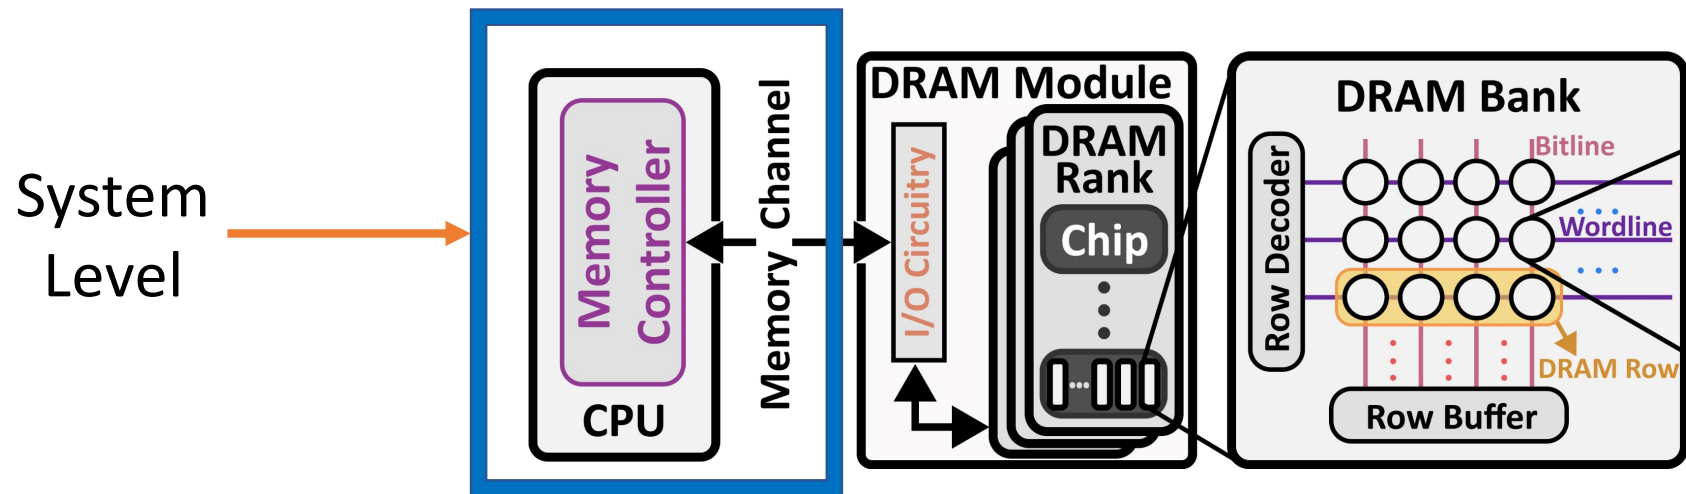 System
Level
Memory
Controller
CPU
Memory Channel
DRAM Module
I/O Circuitry
DRAM
Rank
Chip
DRAM Bank
Row Decoder
Bitline
Wordline
DRAM Row
Row Buffer